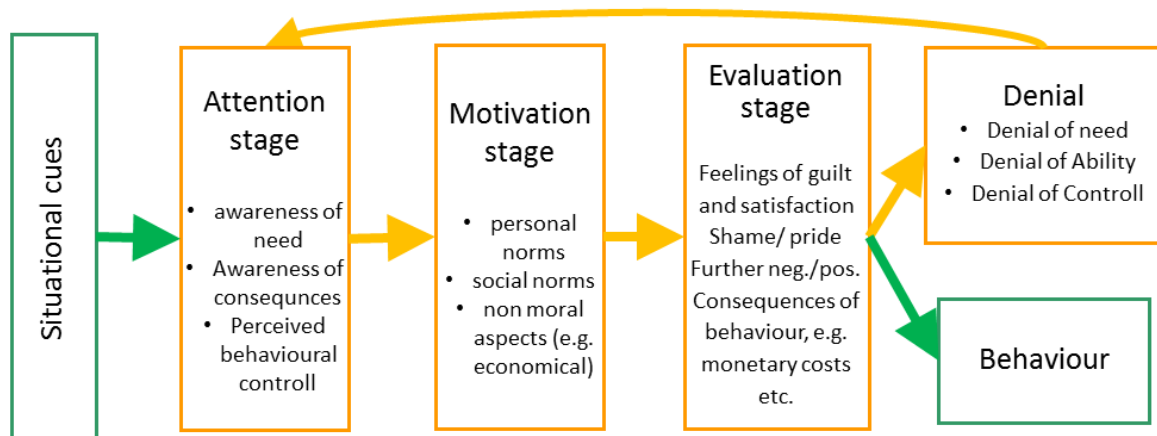 Situational cues
Attention
stage
• awareness of
need
• Awareness of
consequnces
• Perceived
behavioural
controll
Motivation
stage
• personal
norms
• social norms
• non moral
aspects (e.g.
economical)
Evaluation
stage
Feelings of guilt
and satisfaction
Shame/ pride
Further neg./pos.
Consequences of
behaviour, e.g.
monetary costs
etc.
Denial
• Denial of need
• Denial of Ability
• Denial of Controll
Behaviour